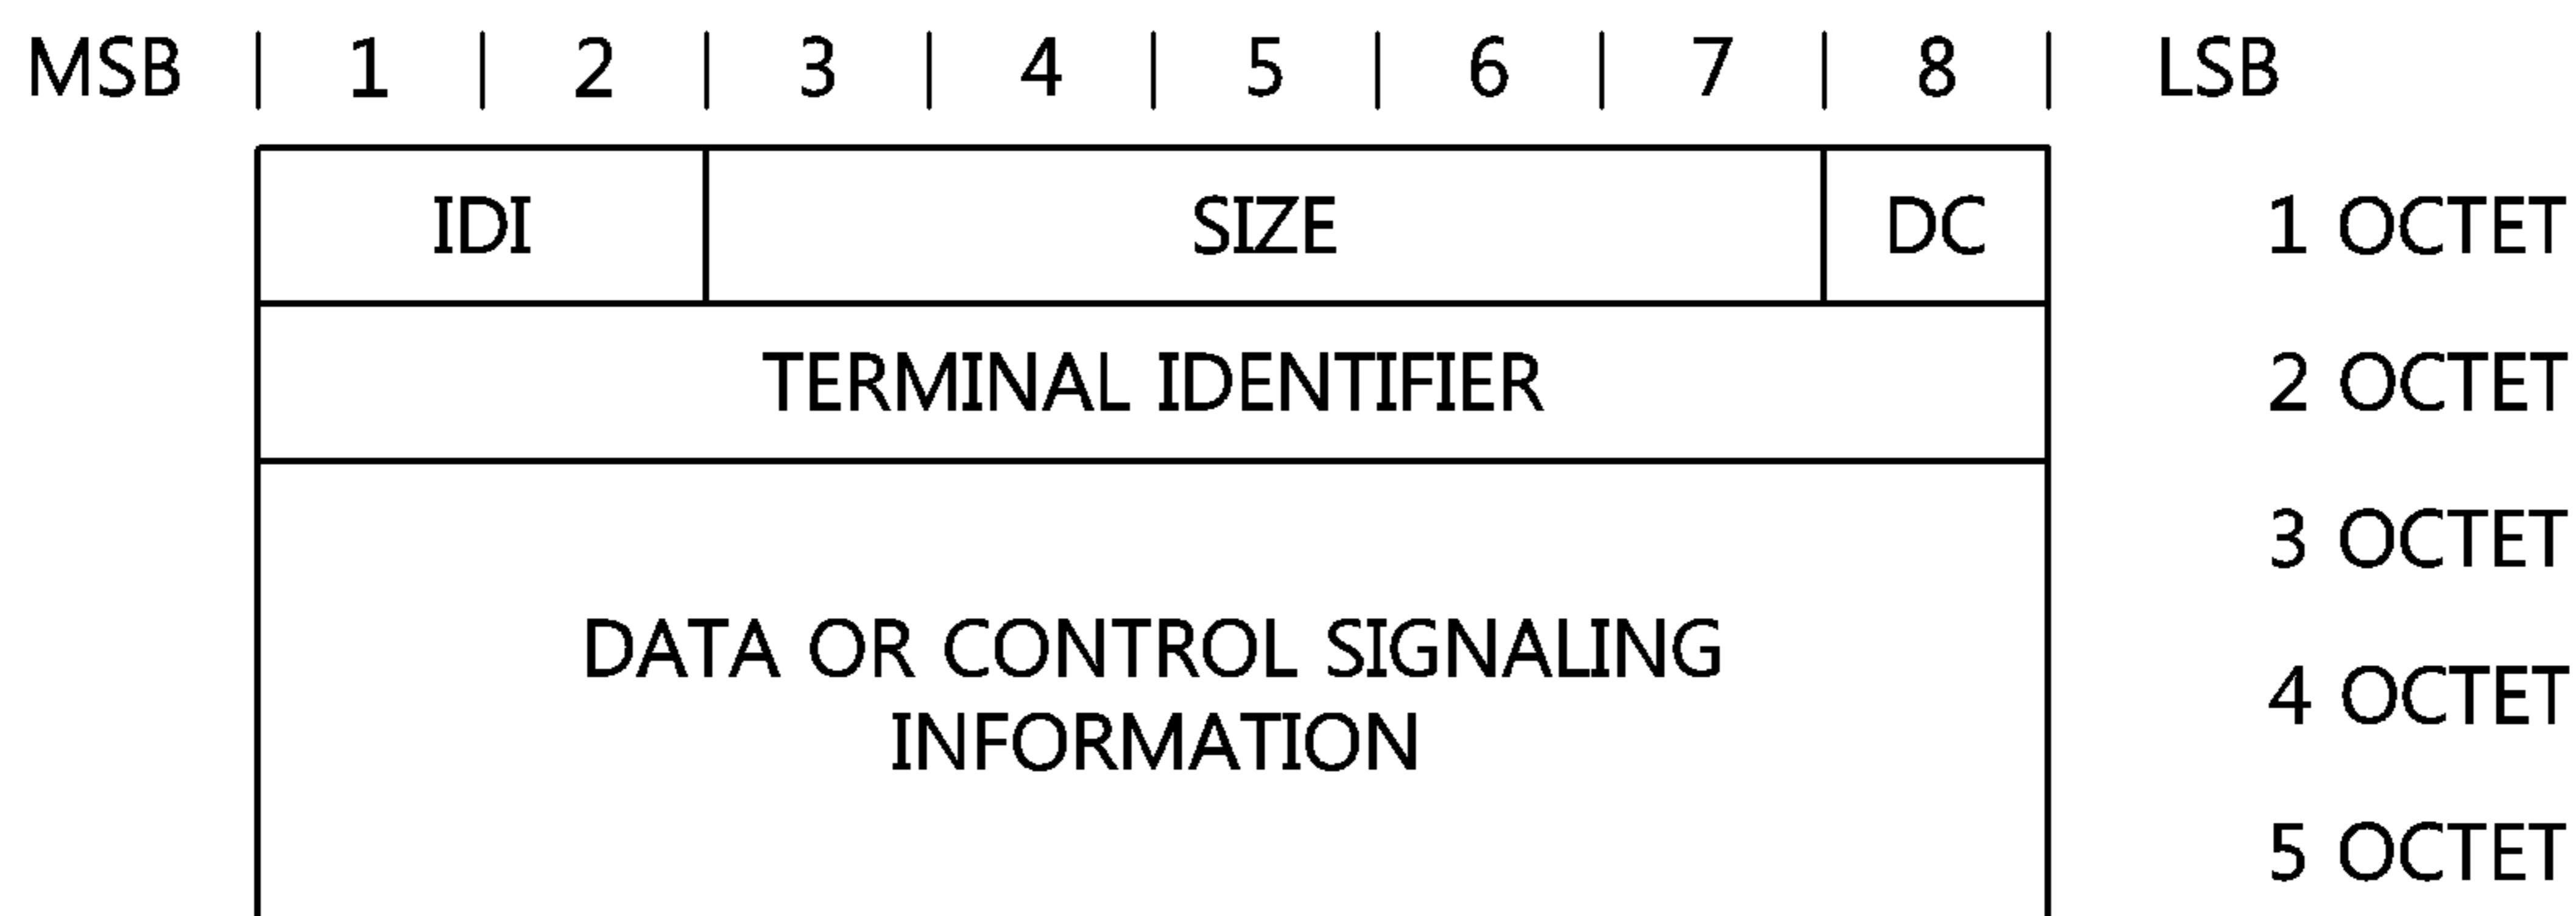 MSB | 1 | 2 | 3 | 4 | 5 | 6 | 7 | 8 | LSB
IDI SIZE DC 1 OCTET
TERMINAL IDENTIFIER 2 OCTET
3 OCTET
DATA OR CONTROL SIGNALING
4 OCTET
INFORMATION
5 OCTET